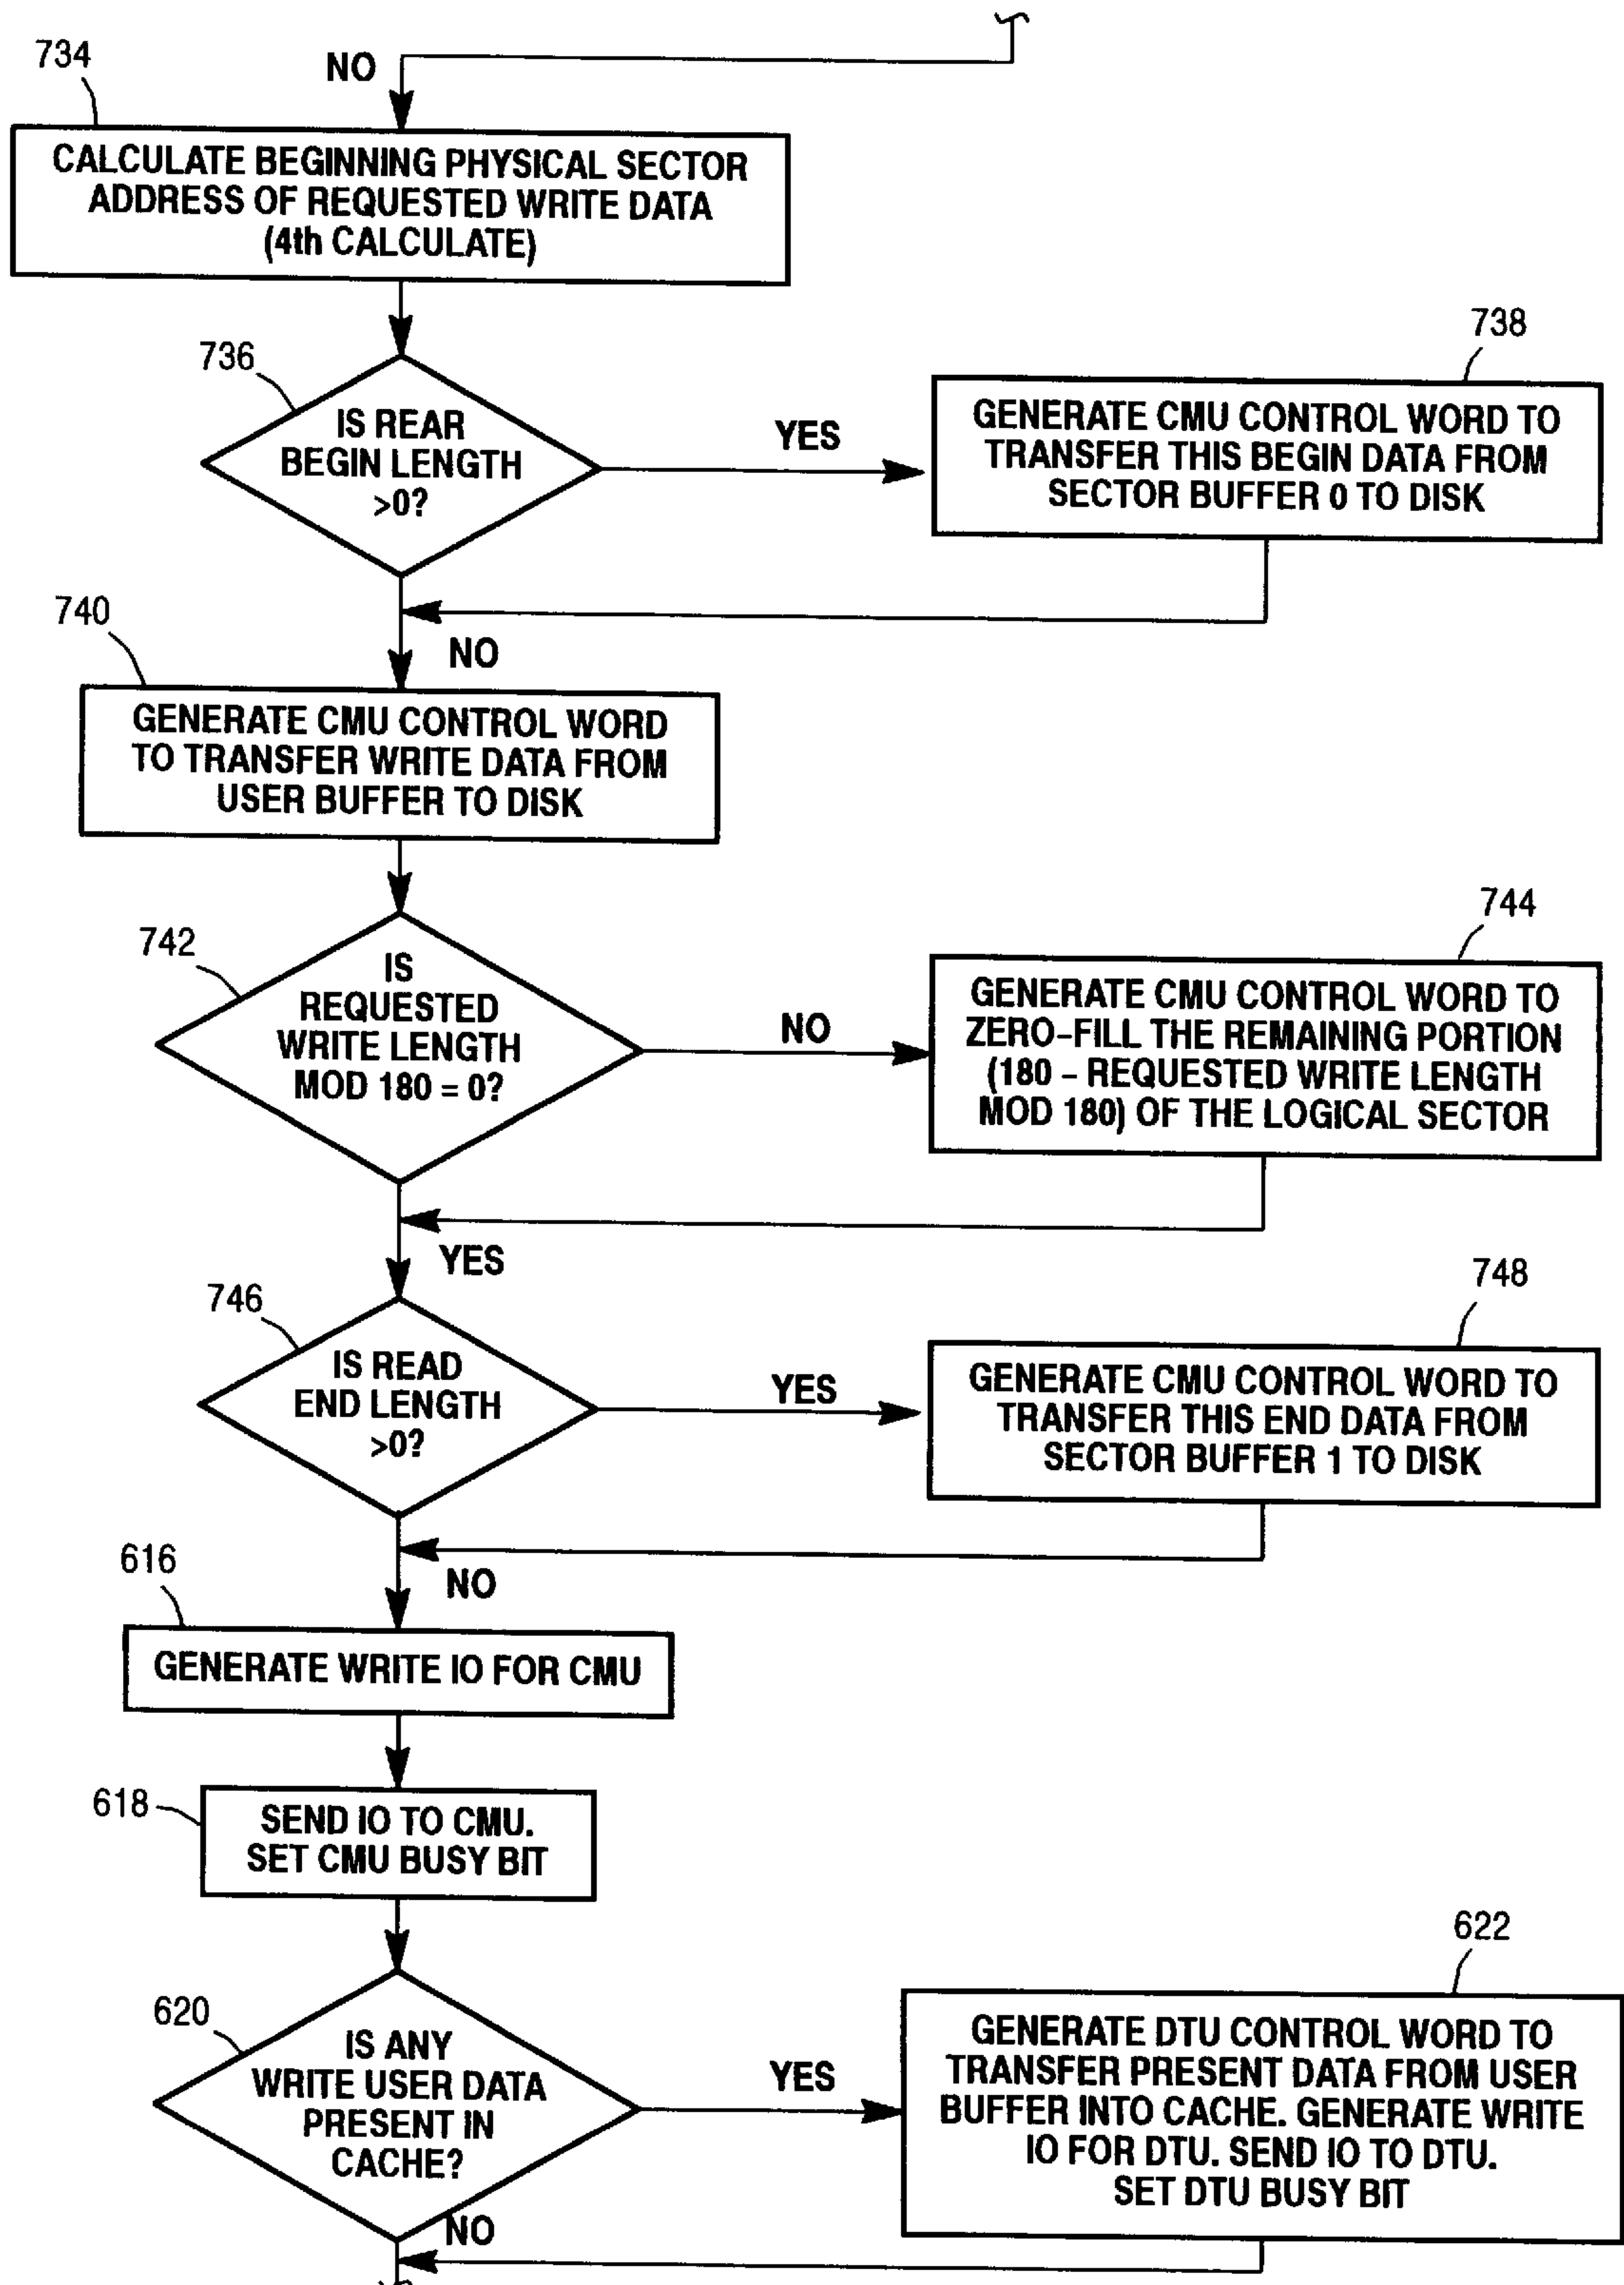 734
NO
CALCULATE BEGINNING PHYSICAL SECTOR
ADDRESS OF REQUESTED WRITE DATA
(4th CALCULATE)
736
IS REAR
BEGIN LENGTH
>0?
YES
738
GENERATE CMU CONTROL WORD TO
TRANSFER THIS BEGIN DATA FROM
SECTOR BUFFER 0 TO DISK
740
NO
GENERATE CMU CONTROL WORD
TO TRANSFER WRITE DATA FROM
USER BUFFER TO DISK
742
IS
REQUESTED
WRITE LENGTH
MOD 180 = 0?
NO
744
GENERATE CMU CONTROL WORD TO
ZERO-FILL THE REMAINING PORTION
(180 - REQUESTED WRITE LENGTH
MOD 180) OF THE LOGICAL SECTOR
YES
746
IS READ
END LENGTH
>0?
YES
748
GENERATE CMU CONTROL WORD TO
TRANSFER THIS END DATA FROM
SECTOR BUFFER 1 TO DISK
616
NO
GENERATE WRITE IO FOR CMU
618
SEND IO TO CMU.
SET CMU BUSY BIT
620
IS ANY
WRITE USER DATA
PRESENT IN
CACHE?
YES
622
GENERATE DTU CONTROL WORD TO
TRANSFER PRESENT DATA FROM USER
BUFFER INTO CACHE. GENERATE WRITE
IO FOR DTU. SEND IO TO DTU.
SET DTU BUSY BIT
NO